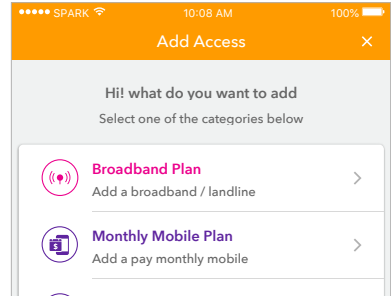 SPARK 10:08 AM 100%
Add Access
Hi! what do you want to add
Select one of the categories below
Broadband Plan
Add a broadband / landline
Monthly Mobile Plan
Add a pay monthly mobile